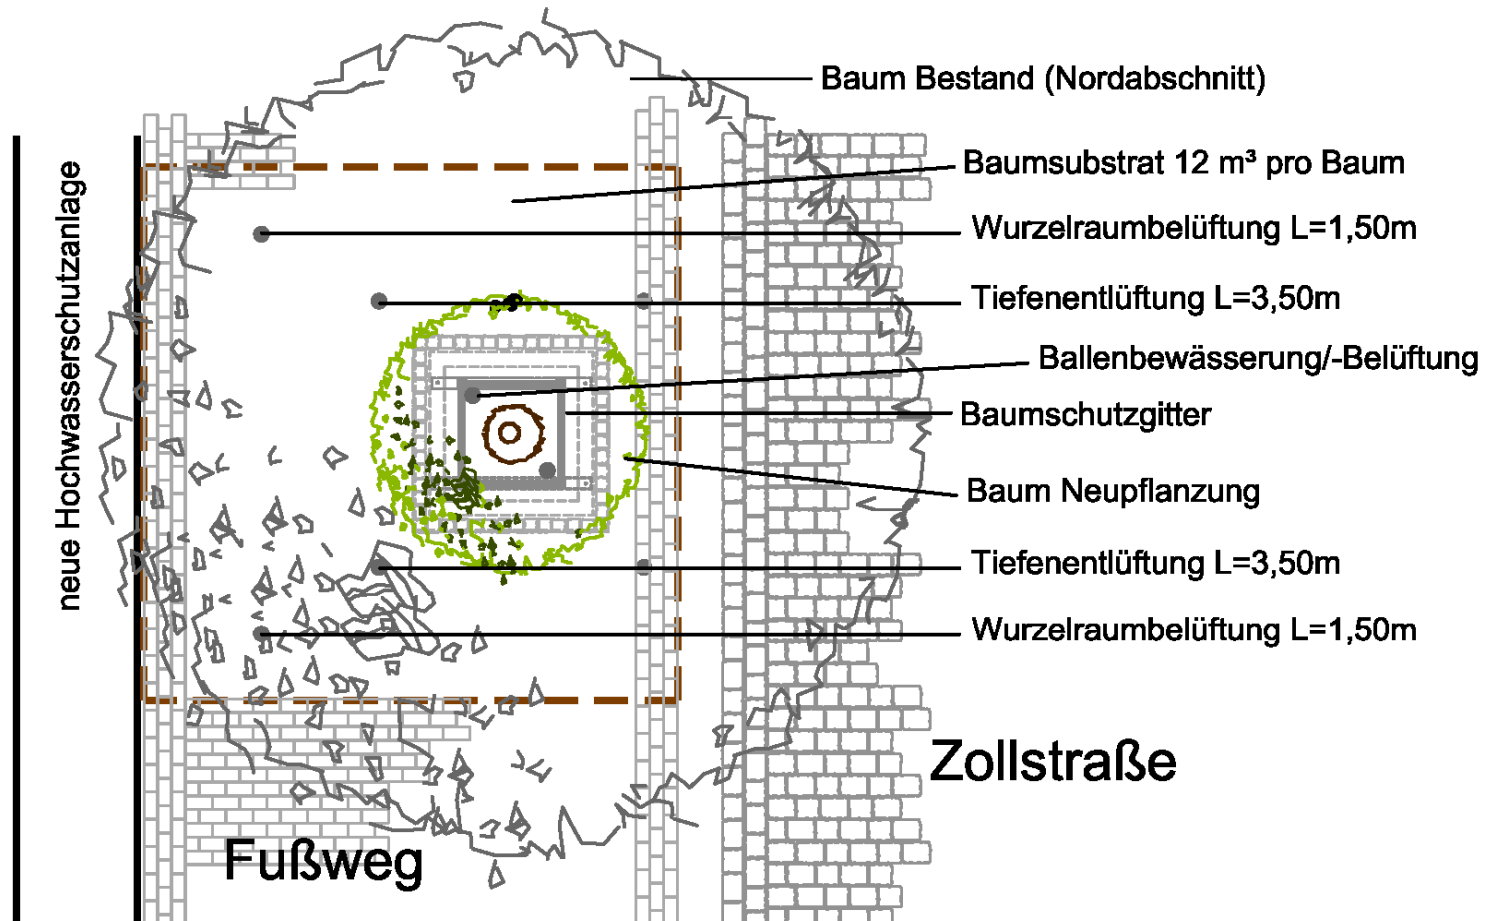 Baum Bestand (Nordabschnitt)
Baumsubstrat 12 m³ pro Baum
Wurzelraumbelüftung L=1,50m
Tiefenentlüftung L=3,50m
Ballenbewässerung/-Belüftung
Baumschutzgitter
Baum Neupflanzung
Tiefenentlüftung L=3,50m
Wurzelraumbelüftung L=1,50m
neue Hochwasserschutzanlage
Zollstraße
Fußweg